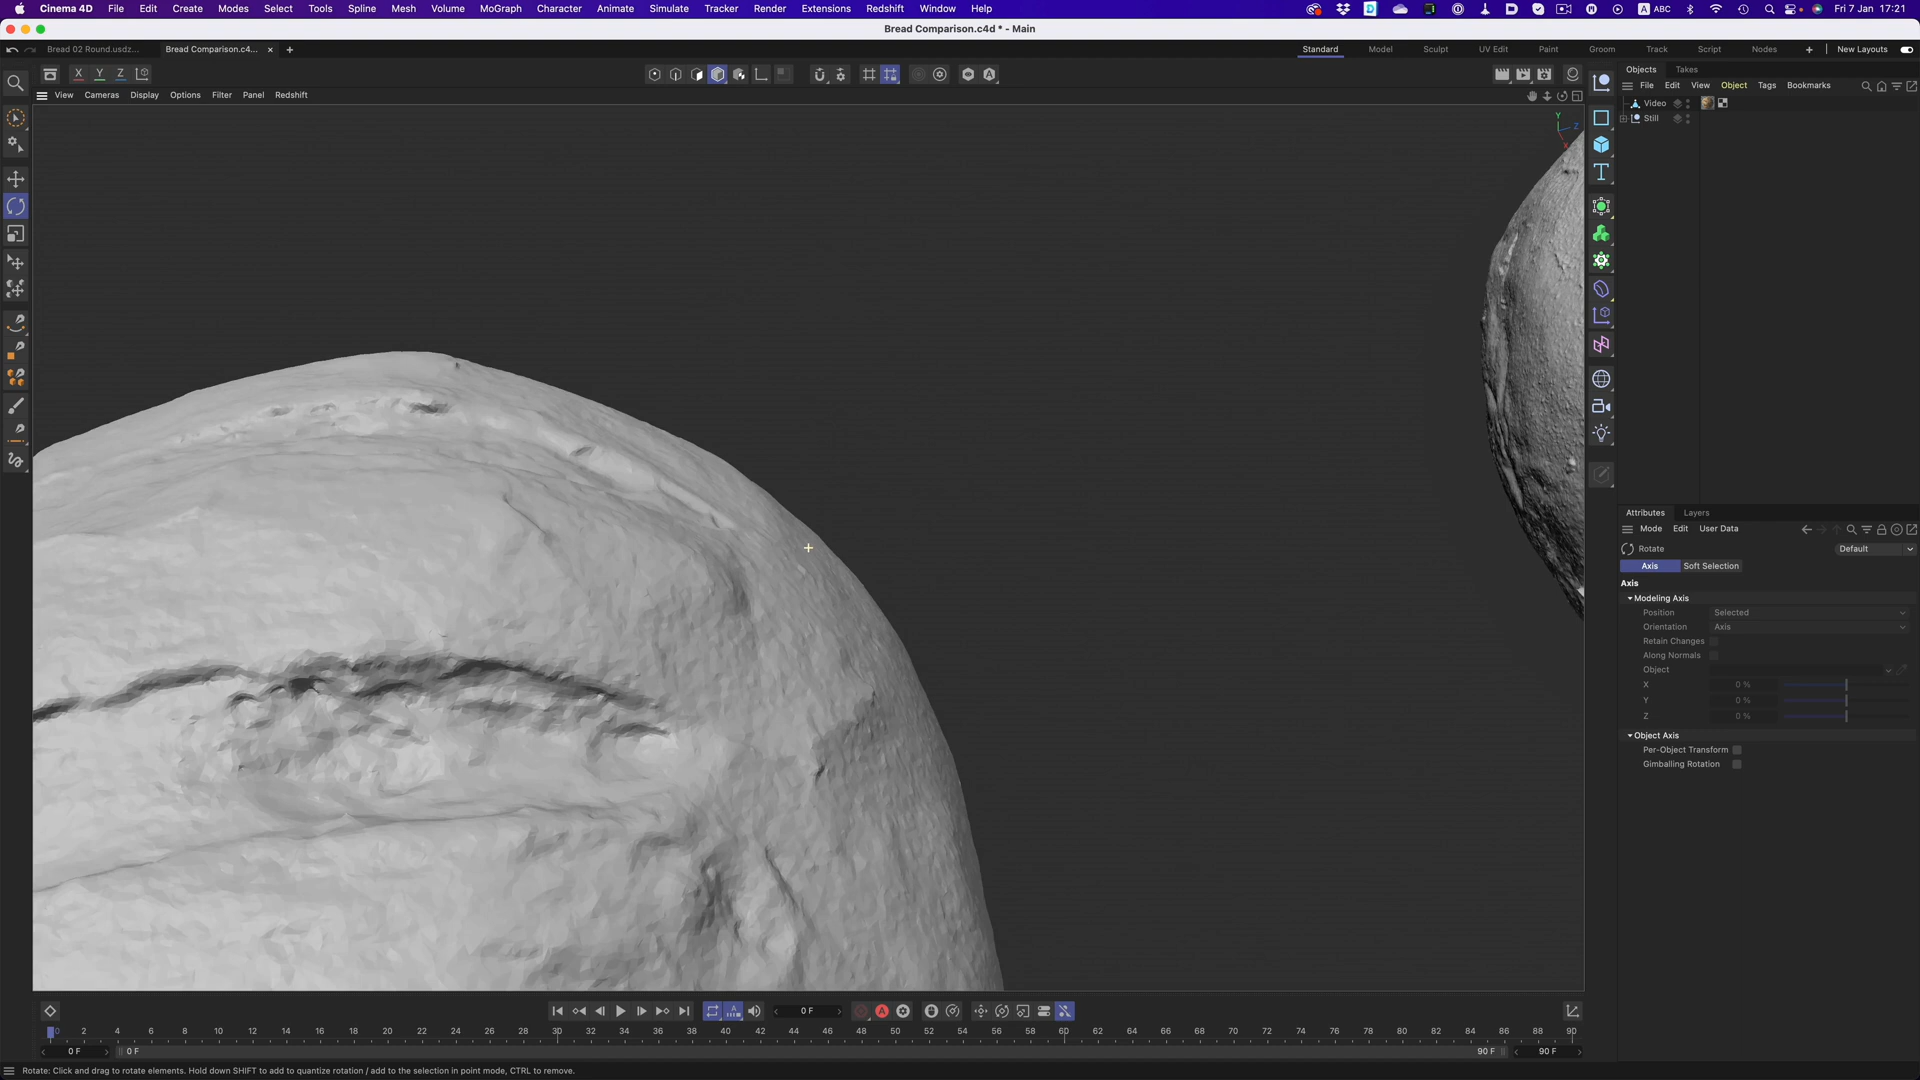 Cinema 4D File Edit Create Modes Select Tools Spline Mesh Volume MoGraph Character Animate Simulate Tracker Render Redshift Extensions Window Help ABC Fri 7 Jan 17:21
Bread Comparison.c4d * - Main
Bread 02 Round.usdz... Bread Comparison.c4... × + Standard Model Sculpt UV Edit Paint Groom Track Script Nodes + New Layouts
X Y Z
Objects Takes
File Edit View Object Tags Bookmarks
View Cameras Display Options Filter Panel Redshift
Video
Still
Y
Z
X
Attributes Layers
Mode Edit User Data
Rotate Default
Axis Soft Selection
Axis
Modeling Axis
Position Selected
Orientation Axis
Retain Changes
Along Normals
Object
X 0 %
Y 0 %
Z 0 %
Object Axis
Per-Object Transform
Gimballing Rotation
0 F
0 2 4 6 8 10 12 14 16 18 20 22 24 26 28 30 32 34 36 38 40 42 44 46 48 50 52 54 56 58 60 62 64 66 68 70 72 74 76 78 80 82 84 86 88 90
0 F 0 F 90 F 90 F
Rotate: Click and drag to rotate elements. Hold down SHIFT to add to quantize rotation / add to the selection in point mode, CTRL to remove.